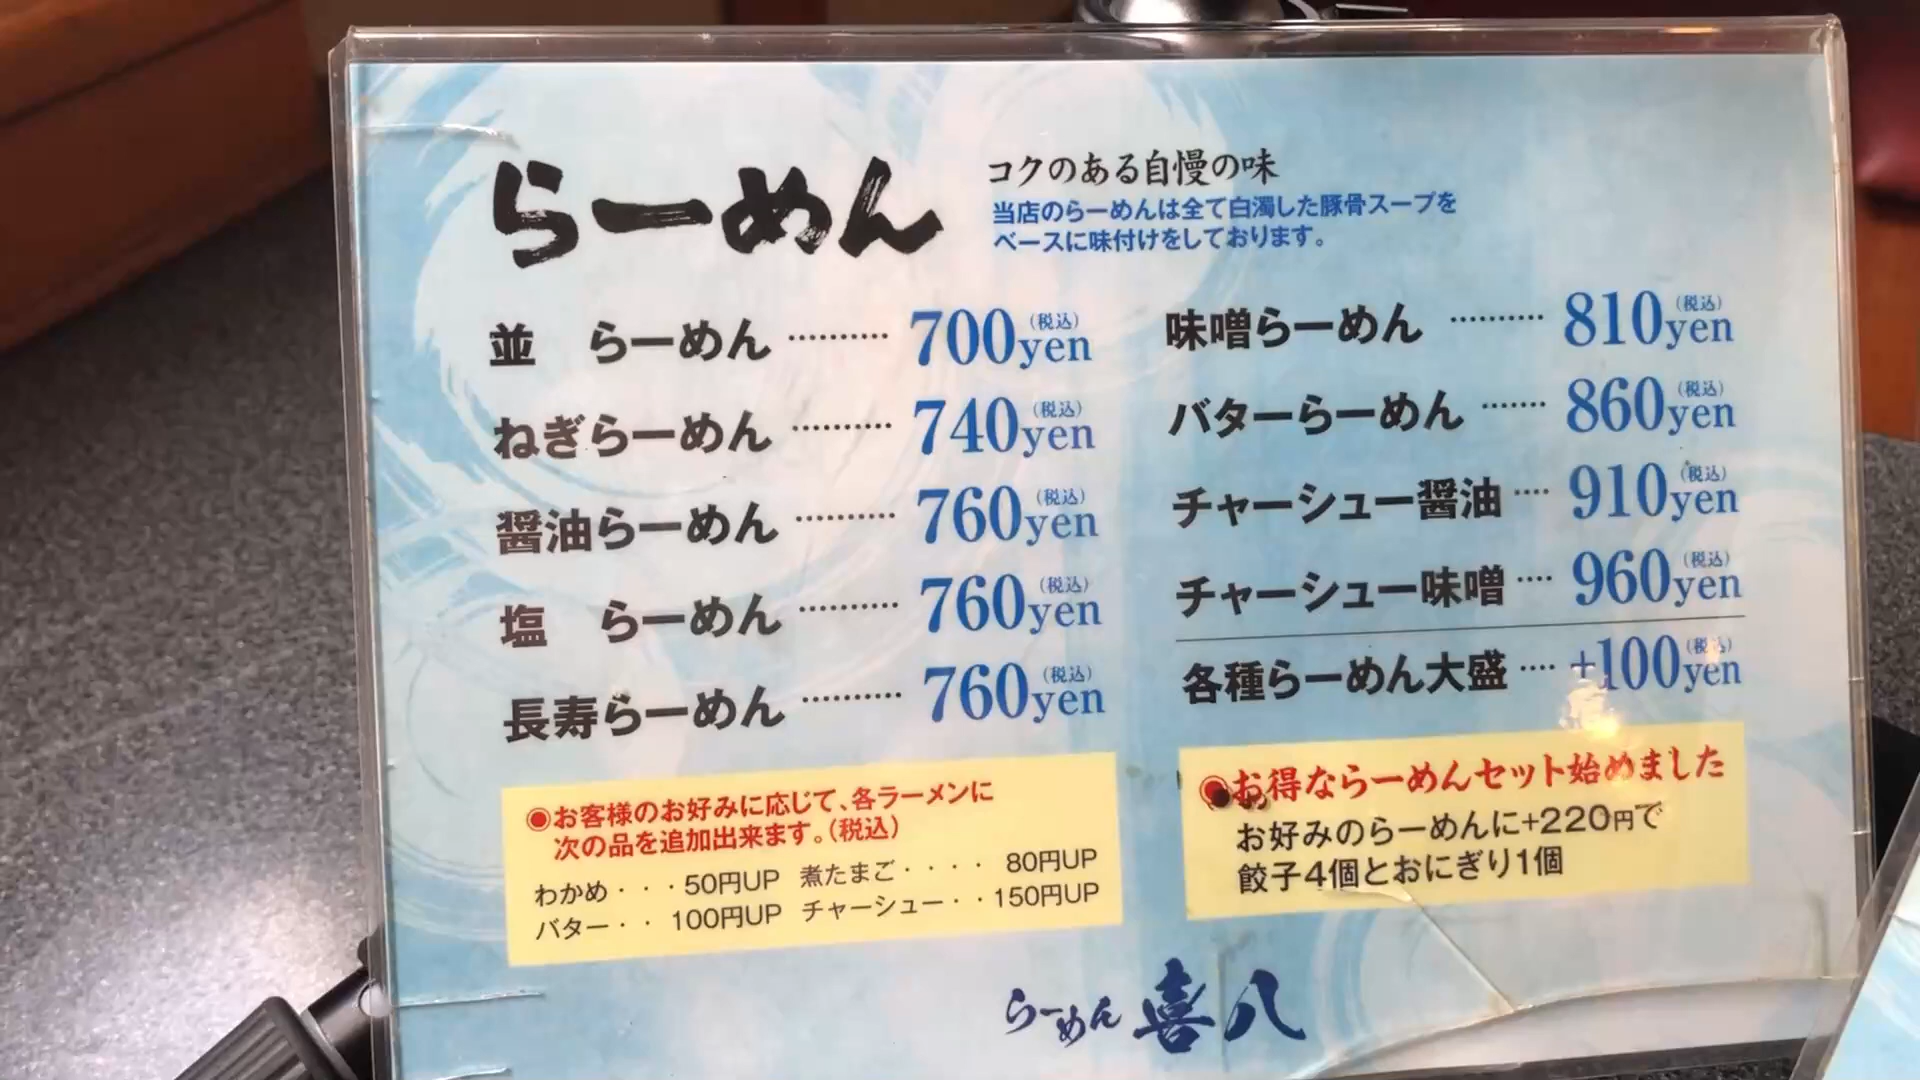 らーめん
コクのある自慢の味
当店のらーめんは全て白濁した豚骨スープを
ベースに味付けをしております。
並 らーめん ‥‥‥‥‥ 700yen (税込)
ねぎらーめん ‥‥‥‥‥ 740yen (税込)
醤油らーめん ‥‥‥‥‥ 760yen (税込)
塩 らーめん ‥‥‥‥‥ 760yen (税込)
長寿らーめん ‥‥‥‥‥ 760yen (税込)
味噌らーめん ‥‥‥‥‥ 810yen (税込)
バターらーめん ‥‥‥ 860yen (税込)
チャーシュー醤油 ‥‥ 910yen (税込)
チャーシュー味噌 ‥‥ 960yen (税込)
各種らーめん大盛 ‥‥ +100yen (税込)
◉お客様のお好みに応じて、各ラーメンに
次の品を追加出来ます。(税込)
わかめ・・・50円UP 煮たまご・・・・ 80円UP
バター・・ 100円UP チャーシュー・・150円UP
◉お得ならーめんセット始めました
お好みのらーめんに+220円で
餃子4個とおにぎり1個
らーめん 喜八